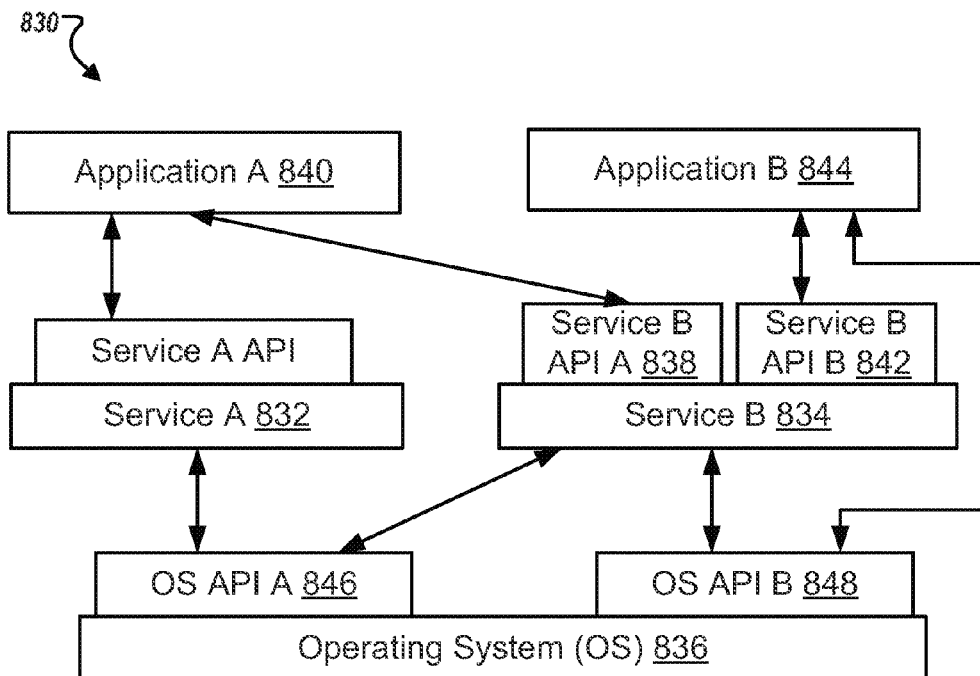 830
Application A 840
Application B 844
Service A API
Service B
API A 838
Service B
API B 842
Service A 832
Service B 834
OS API A 846
OS API B 848
Operating System (OS) 836